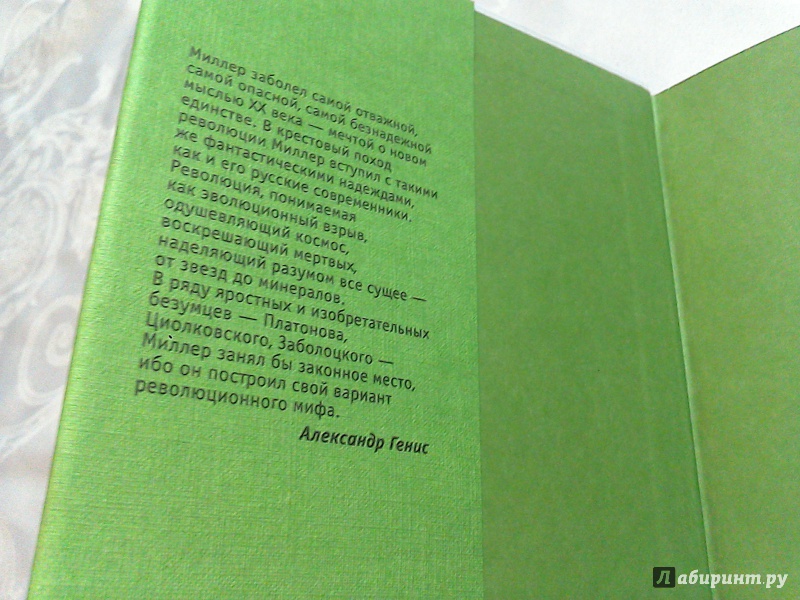 Миллер заболел самой отважной,
самой опасной, самой безнадежной
мыслью XX века — мечтой о новом
единстве. В крестовый поход
революции Миллер вступил с такими
же фантастическими надеждами,
как и его русские современники.
Революция, понимаемая
как эволюционный взрыв,
одушевляющий космос,
воскрешающий мертвых,
наделяющий разумом все сущее —
от звезд до минералов.
В ряду яростных и изобретательных
безумцев — Платонова,
Циолковского, Заболоцкого —
Миллер занял бы законное место,
ибо он построил свой вариант
революционного мифа.
Александр Генис
Лабиринт.ру